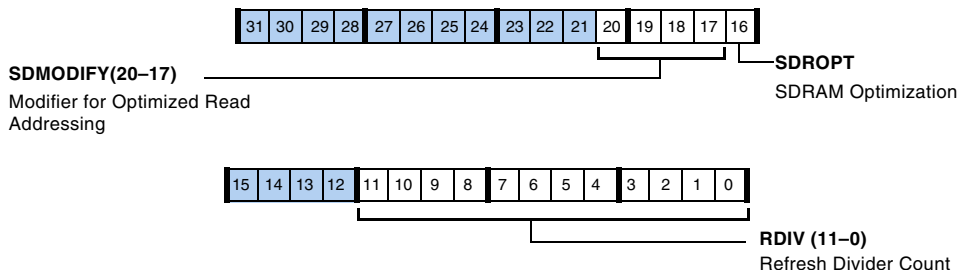 31 30 29 28 27 26 25 24 23 22 21 20 19 18 17 16
SDMODIFY(20–17)
Modifier for Optimized Read
Addressing
SDROPT
SDRAM Optimization
15 14 13 12 11 10 9 8 7 6 5 4 3 2 1 0
RDIV (11–0)
Refresh Divider Count